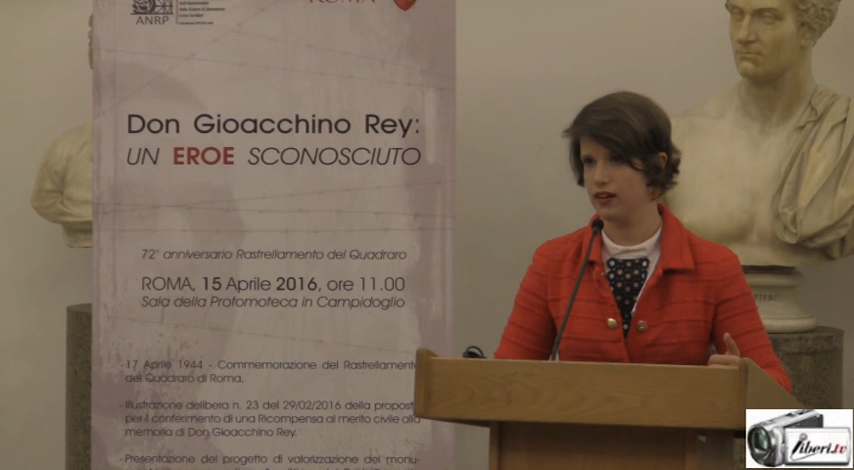 ANRP
ROMA
Don Gioacchino Rey:
UN EROE SCONOSCIUTO
72° anniversario Rastrellamento del Quadraro
ROMA, 15 Aprile 2016, ore 11.00
Sala della Protomoteca in Campidoglio
- 17 Aprile 1944 - Commemorazione del Rastrellamento
del Quadraro di Roma.
- Illustrazione delibera n. 23 del 29/02/2016 della propost
per il conferimento di una Ricompensa al merito civile alla
memoria di Don Gioacchino Rey.
- Presentazione del progetto di valorizzazione del monu-
liberi.tv